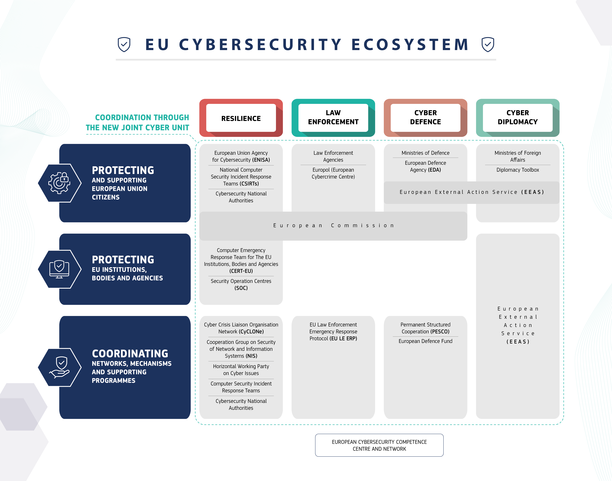 EU CYBERSECURITY ECOSYSTEM
COORDINATION THROUGH
THE NEW JOINT CYBER UNIT
RESILIENCE
LAW
ENFORCEMENT
CYBER
DEFENCE
CYBER
DIPLOMACY
PROTECTING
AND SUPPORTING
EUROPEAN UNION
CITIZENS
European Union Agency
for Cybersecurity (ENISA)
National Computer
Security Incident Response
Teams (CSIRTs)
Cybersecurity National
Authorities
Law Enforcement
Agencies
Europol (European
Cybercrime Centre)
Ministries of Defence
European Defence
Agency (EDA)
Ministries of Foreign
Affairs
Diplomacy Toolbox
European External Action Service (EEAS)
European Commission
PROTECTING
EU INSTITUTIONS,
BODIES AND AGENCIES
Computer Emergency
Response Team for The EU
Institutions, Bodies and Agencies
(CERT-EU)
Security Operation Centres
(SOC)
European
External
Action
Service
(EEAS)
COORDINATING
NETWORKS, MECHANISMS
AND SUPPORTING
PROGRAMMES
Cyber Crisis Liaison Organisation
Network (CyCLONe)
Cooperation Group on Security
of Network and Information
Systems (NIS)
Horizontal Working Party
on Cyber Issues
Computer Security Incident
Response Teams
Cybersecurity National
Authorities
EU Law Enforcement
Emergency Response
Protocol (EU LE ERP)
Permanent Structured
Cooperation (PESCO)
European Defence Fund
EUROPEAN CYBERSECURITY COMPETENCE
CENTRE AND NETWORK